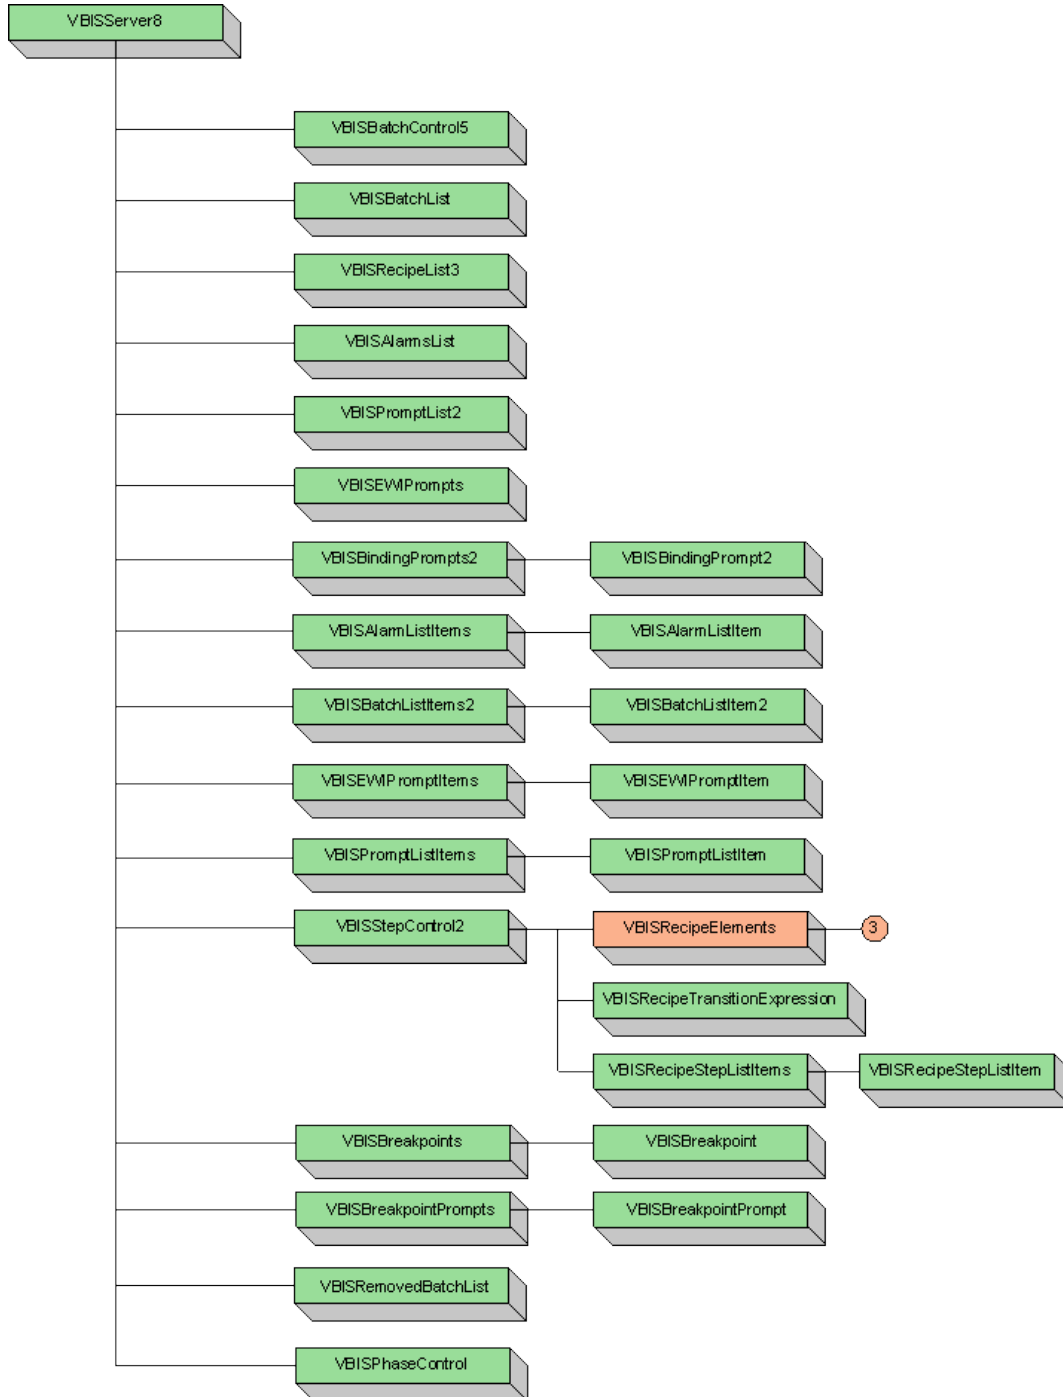 VBISServer8
VBISBatchControl5
VBISBatchList
VBISRecipeList3
VBISAlarmsList
VBISPromptList2
VBISEWIPrompts
VBISBindingPrompts2 VBISBindingPrompt2
VBISAlarmListItems VBISAlarmListItem
VBISBatchListItems2 VBISBatchListItem2
VBISEWIPromptItems VBISEWIPromptItem
VBISPromptListItems VBISPromptListItem
VBISStepControl2 VBISRecipeElements 3
VBISRecipeTransitionExpression
VBISRecipeStepListItems VBISRecipeStepListItem
VBISBreakpoints VBISBreakpoint
VBISBreakpointPrompts VBISBreakpointPrompt
VBISRemovedBatchList
VBISPhaseControl